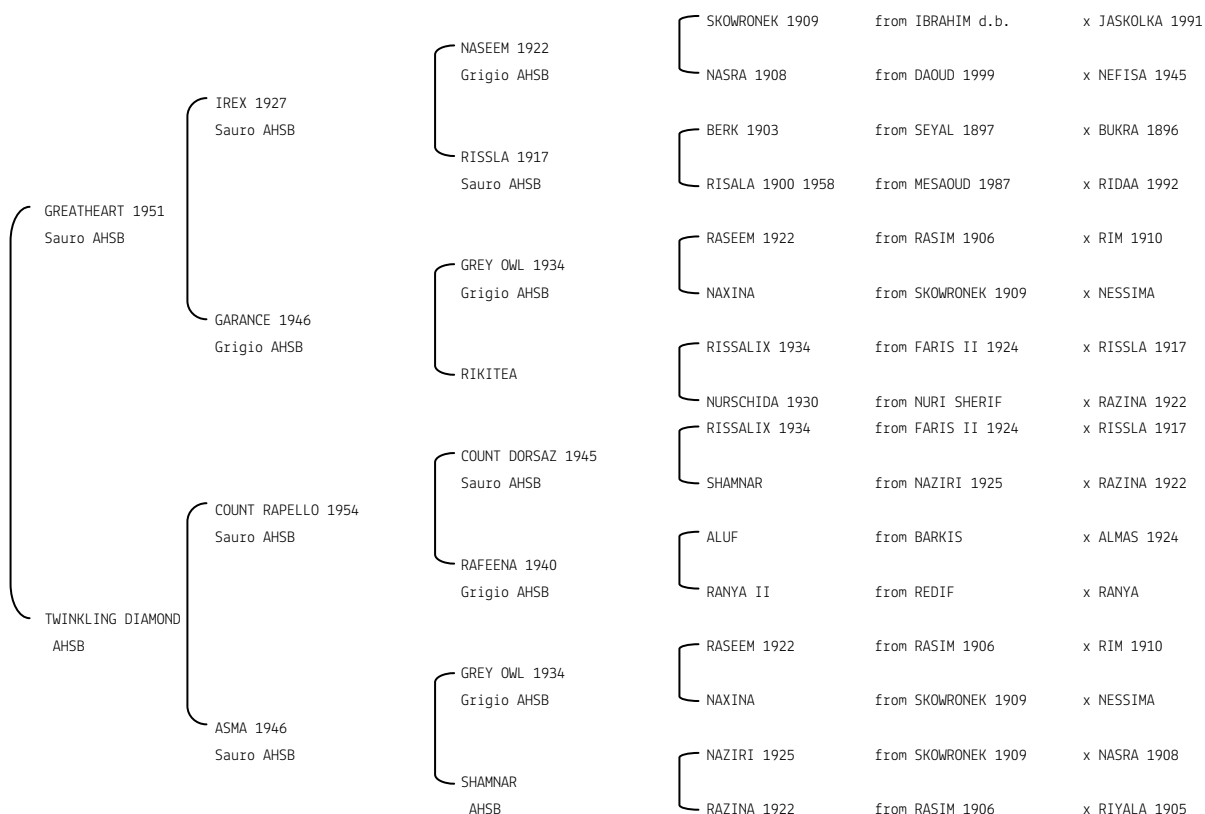 SKOWRONEK 1909 from IBRAHIM d.b. x JASKOLKA 1991
NASEEM 1922
Grigio AHSB
NASRA 1908 from DAOUD 1999 x NEFISA 1945
IREX 1927
Sauro AHSB
BERK 1903 from SEYAL 1897 x BUKRA 1896
RISSLA 1917
Sauro AHSB
RISALA 1900 1958 from MESAOUD 1987 x RIDAA 1992
GREATHEART 1951
Sauro AHSB
RASEEM 1922 from RASIM 1906 x RIM 1910
GREY OWL 1934
Grigio AHSB
NAXINA from SKOWRONEK 1909 x NESSIMA
GARANCE 1946
Grigio AHSB
RISSALIX 1934 from FARIS II 1924 x RISSLA 1917
RIKITEA
NURSCHIDA 1930 from NURI SHERIF x RAZINA 1922
RISSALIX 1934 from FARIS II 1924 x RISSLA 1917
COUNT DORSAZ 1945
Sauro AHSB
SHAMNAR from NAZIRI 1925 x RAZINA 1922
COUNT RAPELLO 1954
Sauro AHSB
ALUF from BARKIS x ALMAS 1924
RAFEENA 1940
Grigio AHSB
RANYA II from REDIF x RANYA
TWINKLING DIAMOND
AHSB
RASEEM 1922 from RASIM 1906 x RIM 1910
GREY OWL 1934
Grigio AHSB
NAXINA from SKOWRONEK 1909 x NESSIMA
ASMA 1946
Sauro AHSB
NAZIRI 1925 from SKOWRONEK 1909 x NASRA 1908
SHAMNAR
AHSB
RAZINA 1922 from RASIM 1906 x RIYALA 1905